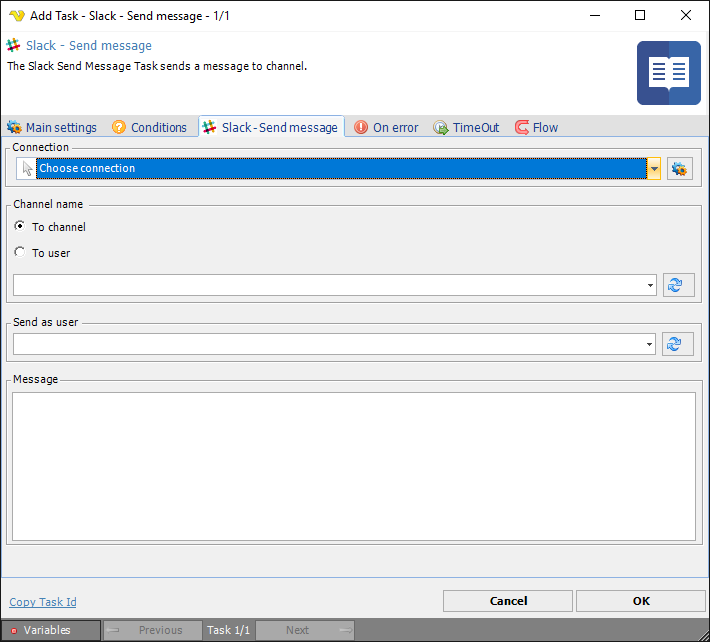 Add Task - Slack - Send message - 1/1
Slack - Send message
The Slack Send Message Task sends a message to channel.
Main settings Conditions Slack - Send message On error TimeOut Flow
Connection
Choose connection
Channel name
To channel
To user
Send as user
Message
Copy Task Id Cancel OK
Variables Previous Task 1/1 Next